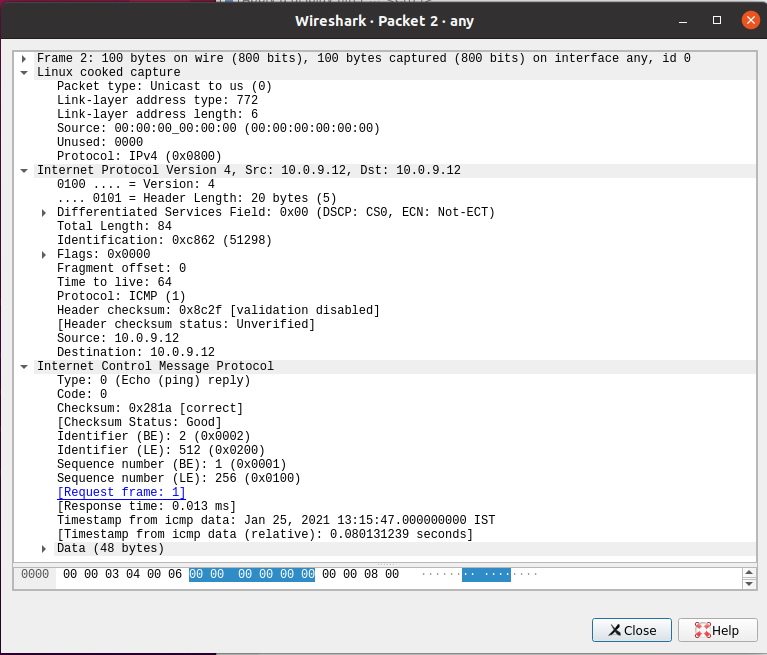 Wireshark · Packet 2 · any
Frame 2: 100 bytes on wire (800 bits), 100 bytes captured (800 bits) on interface any, id 0
Linux cooked capture
Packet type: Unicast to us (0)
Link-layer address type: 772
Link-layer address length: 6
Source: 00:00:00_00:00:00 (00:00:00:00:00:00)
Unused: 0000
Protocol: IPv4 (0x0800)
Internet Protocol Version 4, Src: 10.0.9.12, Dst: 10.0.9.12
0100 .... = Version: 4
.... 0101 = Header Length: 20 bytes (5)
Differentiated Services Field: 0x00 (DSCP: CS0, ECN: Not-ECT)
Total Length: 84
Identification: 0xc862 (51298)
Flags: 0x0000
Fragment offset: 0
Time to live: 64
Protocol: ICMP (1)
Header checksum: 0x8c2f [validation disabled]
[Header checksum status: Unverified]
Source: 10.0.9.12
Destination: 10.0.9.12
Internet Control Message Protocol
Type: 0 (Echo (ping) reply)
Code: 0
Checksum: 0x281a [correct]
[Checksum Status: Good]
Identifier (BE): 2 (0x0002)
Identifier (LE): 512 (0x0200)
Sequence number (BE): 1 (0x0001)
Sequence number (LE): 256 (0x0100)
[Request frame: 1]
[Response time: 0.013 ms]
Timestamp from icmp data: Jan 25, 2021 13:15:47.000000000 IST
[Timestamp from icmp data (relative): 0.080131239 seconds]
Data (48 bytes)
0000 00 00 03 04 00 06 00 00 00 00 00 00 00 00 08 00 ········ ········
Close Help